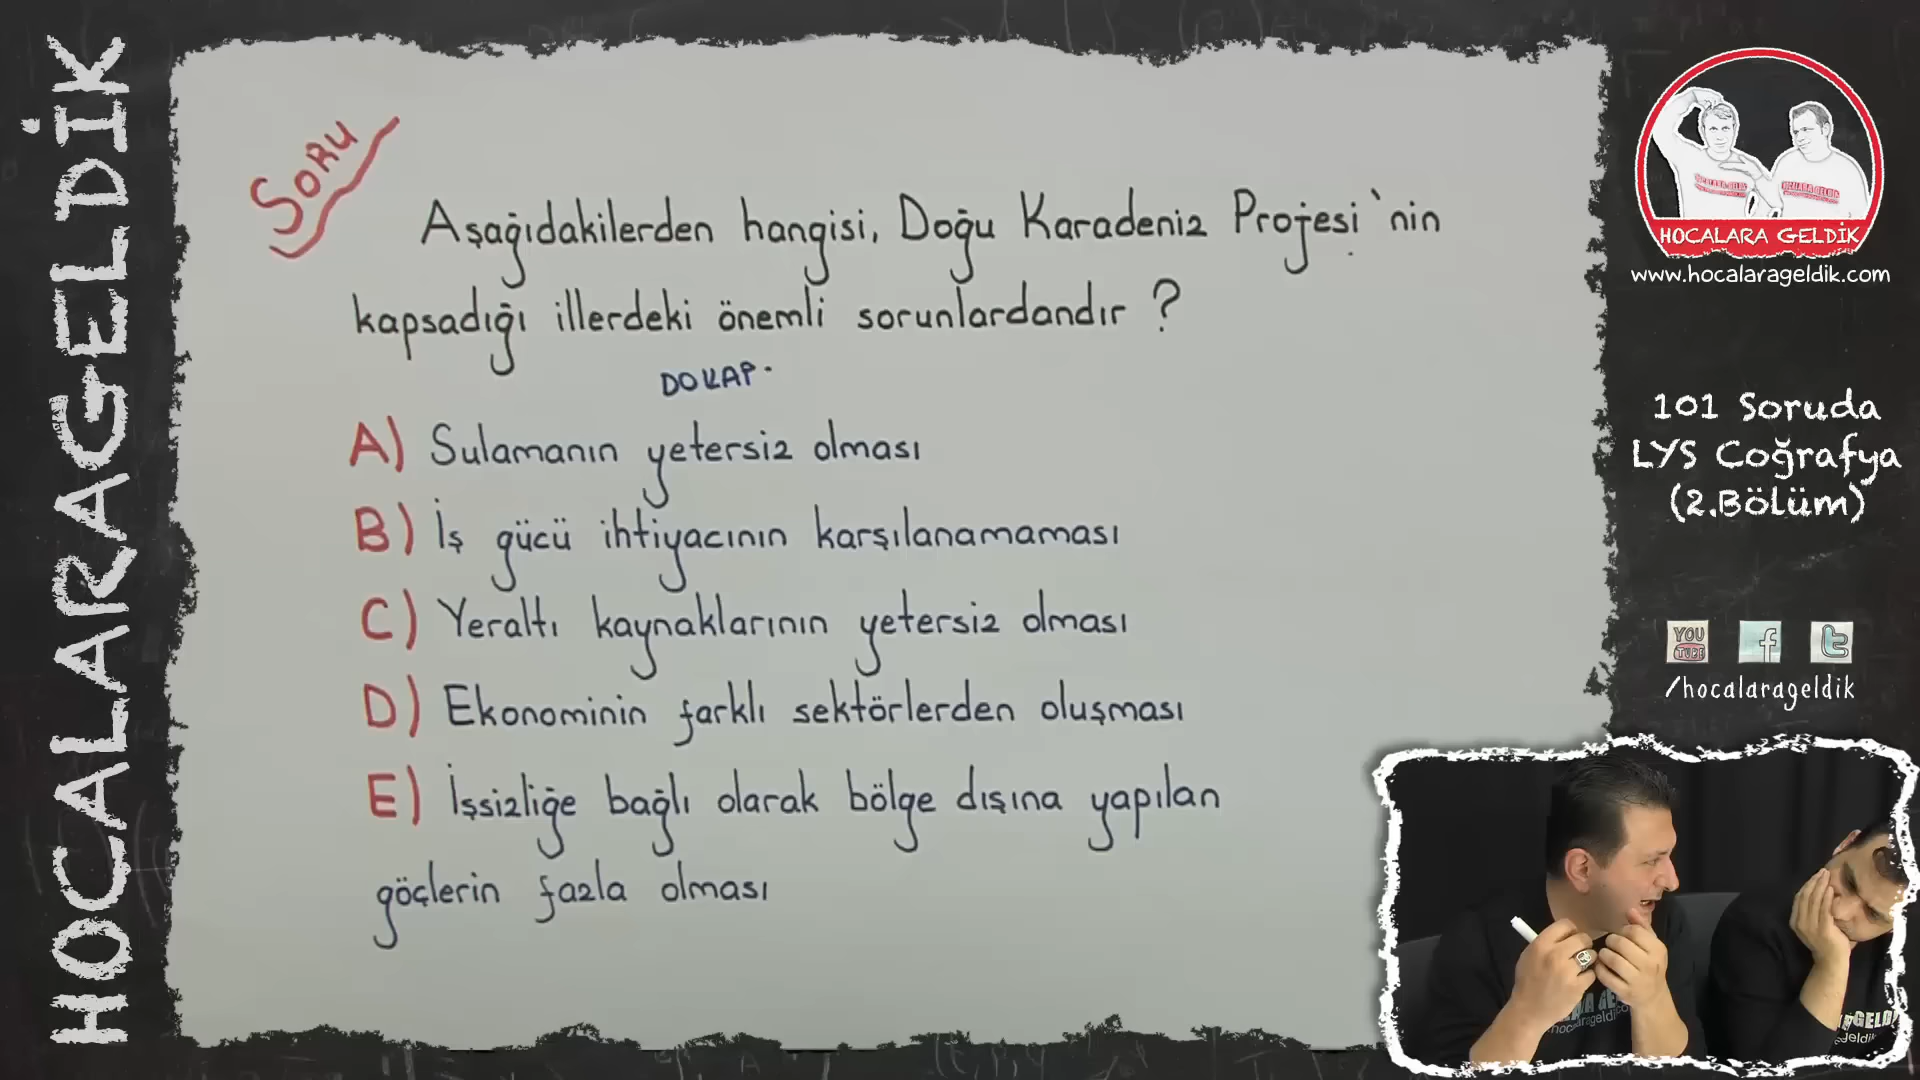 HOCALARAGELDİK
SORU
Aşağıdakilerden hangisi, Doğu Karadeniz Projesi'nin
kapsadığı illerdeki önemli sorunlardandır ?
DOKAP
A) Sulamanın yetersiz olması
B) İş gücü ihtiyacının karşılanamaması
C) Yeraltı kaynaklarının yetersiz olması
D) Ekonominin farklı sektörlerden oluşması
E) İşsizliğe bağlı olarak bölge dışına yapılan
göçlerin fazla olması
HOCALARA GELDİK
www.hocalarageldik.com
101 Soruda
LYS Coğrafya
(2.Bölüm)
YOU
TUBE
f
t
/hocalarageldik